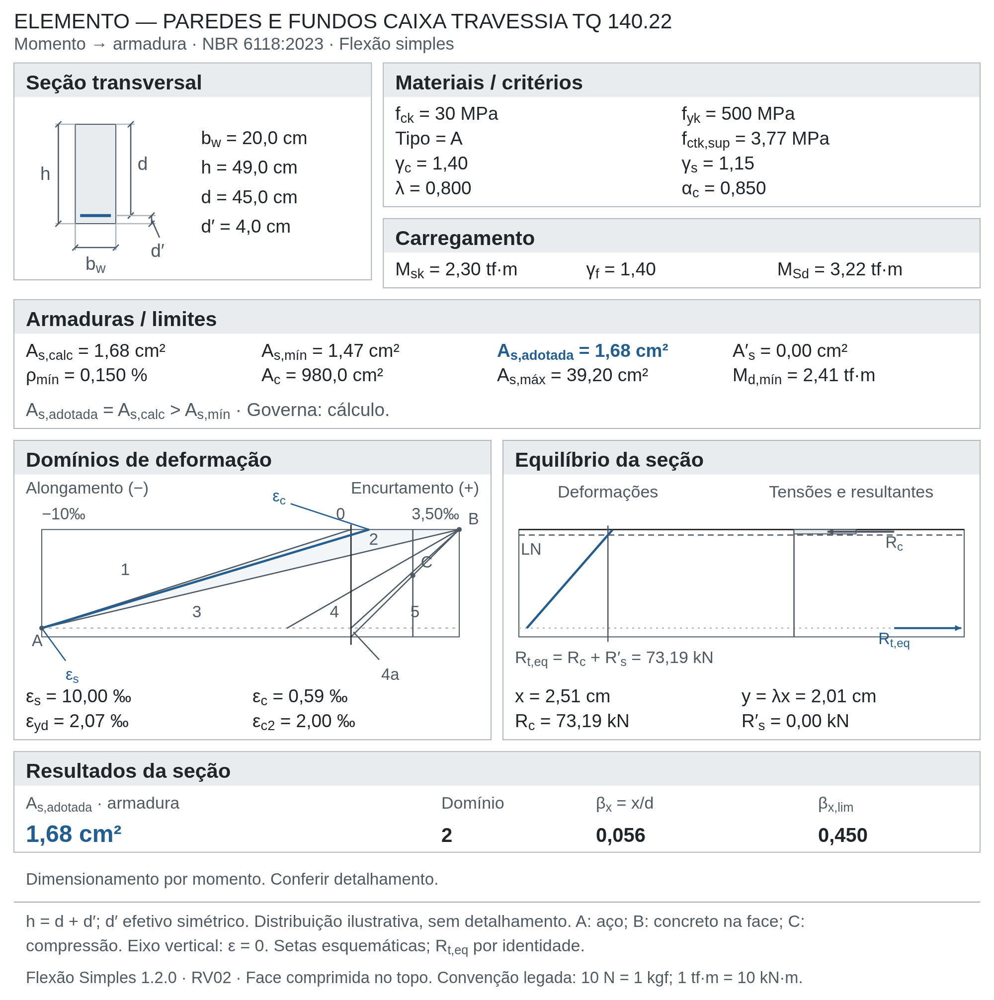 ELEMENTO — PAREDES E FUNDOS CAIXA TRAVESSIA TQ 140.22
Momento → armadura · NBR 6118:2023 · Flexão simples
Seção transversal
h
d
d′
bw
bw = 20,0 cm
h = 49,0 cm
d = 45,0 cm
d′ = 4,0 cm
Materiais / critérios
fck = 30 MPa
fyk = 500 MPa
Tipo = A
fctk,sup = 3,77 MPa
γc = 1,40
γs = 1,15
λ = 0,800
αc = 0,850
Carregamento
Msk = 2,30 tf·m
γf = 1,40
MSd = 3,22 tf·m
Armaduras / limites
As,calc = 1,68 cm²
As,mín = 1,47 cm²
As,adotada = 1,68 cm²
A′s = 0,00 cm²
ρmín = 0,150 %
Ac = 980,0 cm²
As,máx = 39,20 cm²
Md,mín = 2,41 tf·m
As,adotada = As,calc > As,mín · Governa: cálculo.
Domínios de deformação
Alongamento (−)
εc
Encurtamento (+)
−10‰
0
3,50‰
B
2
1
C
3
4
5
A
εs
4a
εs = 10,00 ‰
εc = 0,59 ‰
εyd = 2,07 ‰
εc2 = 2,00 ‰
Equilíbrio da seção
Deformações
Tensões e resultantes
LN
Rc
Rt,eq
Rt,eq = Rc + R′s = 73,19 kN
x = 2,51 cm
y = λx = 2,01 cm
Rc = 73,19 kN
R′s = 0,00 kN
Resultados da seção
As,adotada · armadura
Domínio
βx = x/d
βx,lim
1,68 cm²
2
0,056
0,450
Dimensionamento por momento. Conferir detalhamento.
h = d + d′; d′ efetivo simétrico. Distribuição ilustrativa, sem detalhamento. A: aço; B: concreto na face; C:
compressão. Eixo vertical: ε = 0. Setas esquemáticas; Rt,eq por identidade.
Flexão Simples 1.2.0 · RV02 · Face comprimida no topo. Convenção legada: 10 N = 1 kgf; 1 tf·m = 10 kN·m.